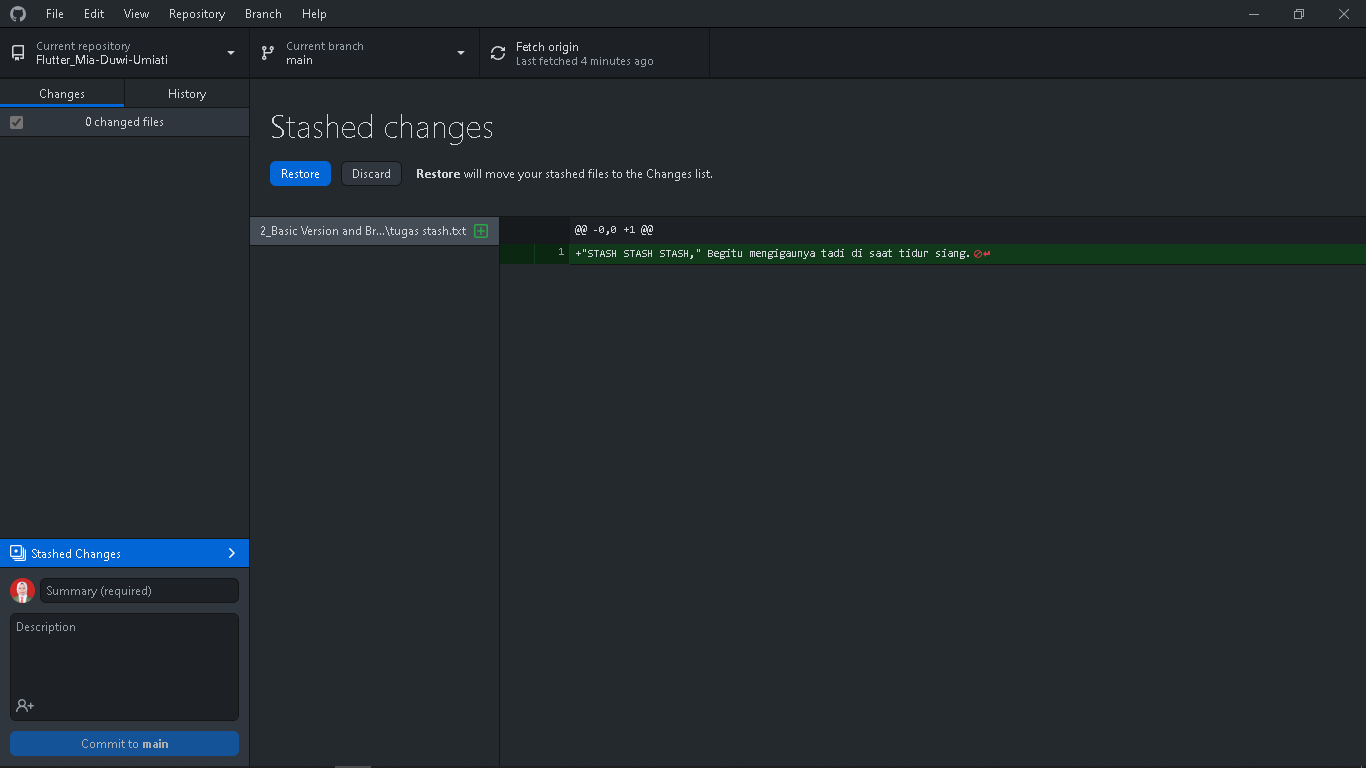 File Edit View Repository Branch Help
Current repository
Flutter_Mia-Duwi-Umiati
Current branch
main
Fetch origin
Last fetched 4 minutes ago
Changes History
0 changed files
Stashed changes
Restore Discard Restore will move your stashed files to the Changes list.
2_Basic Version and Br...\tugas stash.txt
@@ -0,0 +1 @@
1 +"STASH STASH STASH," Begitu mengigaunya tadi di saat tidur siang.
Stashed Changes
Summary (required)
Description
Commit to main